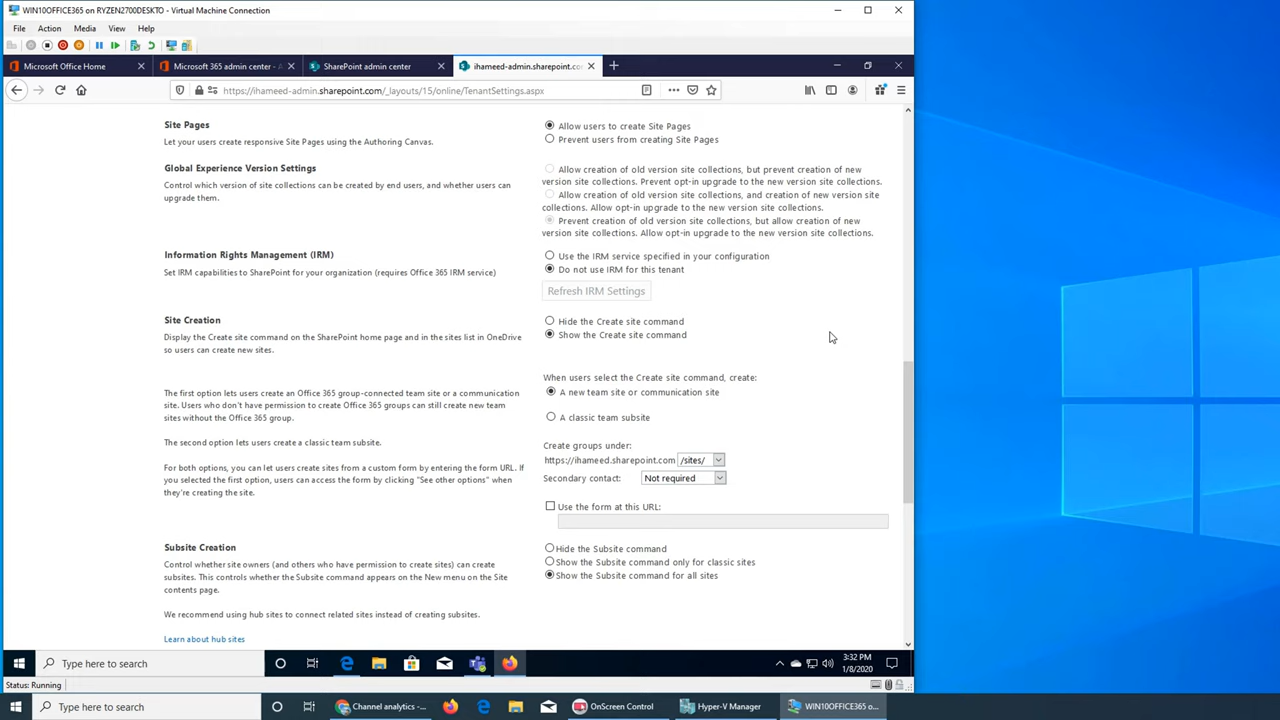 WIN10OFFICE365 on RYZEN2700DESKTO - Virtual Machine Connection
File Action Media View Help
Microsoft Office Home
Microsoft 365 admin center - A
SharePoint admin center
ihameed-admin.sharepoint.co
https://ihameed-admin.sharepoint.com/_layouts/15/online/TenantSettings.aspx
Site Pages
Let your users create responsive Site Pages using the Authoring Canvas.
Allow users to create Site Pages
Prevent users from creating Site Pages
Global Experience Version Settings
Control which version of site collections can be created by end users, and whether users can
upgrade them.
Allow creation of old version site collections, but prevent creation of new
version site collections. Prevent opt-in upgrade to the new version site collections.
Allow creation of old version site collections, and creation of new version site
collections. Allow opt-in upgrade to the new version site collections.
Prevent creation of old version site collections, but allow creation of new
version site collections. Allow opt-in upgrade to the new version site collections.
Information Rights Management (IRM)
Set IRM capabilities to SharePoint for your organization (requires Office 365 IRM service)
Use the IRM service specified in your configuration
Do not use IRM for this tenant
Refresh IRM Settings
Site Creation
Display the Create site command on the SharePoint home page and in the sites list in OneDrive
so users can create new sites.
Hide the Create site command
Show the Create site command
The first option lets users create an Office 365 group-connected team site or a communication
site. Users who don't have permission to create Office 365 groups can still create new team
sites without the Office 365 group.
The second option lets users create a classic team subsite.
For both options, you can let users create sites from a custom form by entering the form URL. If
you selected the first option, users can access the form by clicking "See other options" when
they're creating the site.
When users select the Create site command, create:
A new team site or communication site
A classic team subsite
Create groups under:
https://ihameed.sharepoint.com /sites/
Secondary contact: Not required
Use the form at this URL:
Subsite Creation
Control whether site owners (and others who have permission to create sites) can create
subsites. This controls whether the Subsite command appears on the New menu on the Site
contents page.
We recommend using hub sites to connect related sites instead of creating subsites.
Learn about hub sites
Hide the Subsite command
Show the Subsite command only for classic sites
Show the Subsite command for all sites
Type here to search
3:32 PM
1/8/2020
Status: Running
Type here to search
Channel analytics -...
OnScreen Control
Hyper-V Manager
WIN10OFFICE365 o...